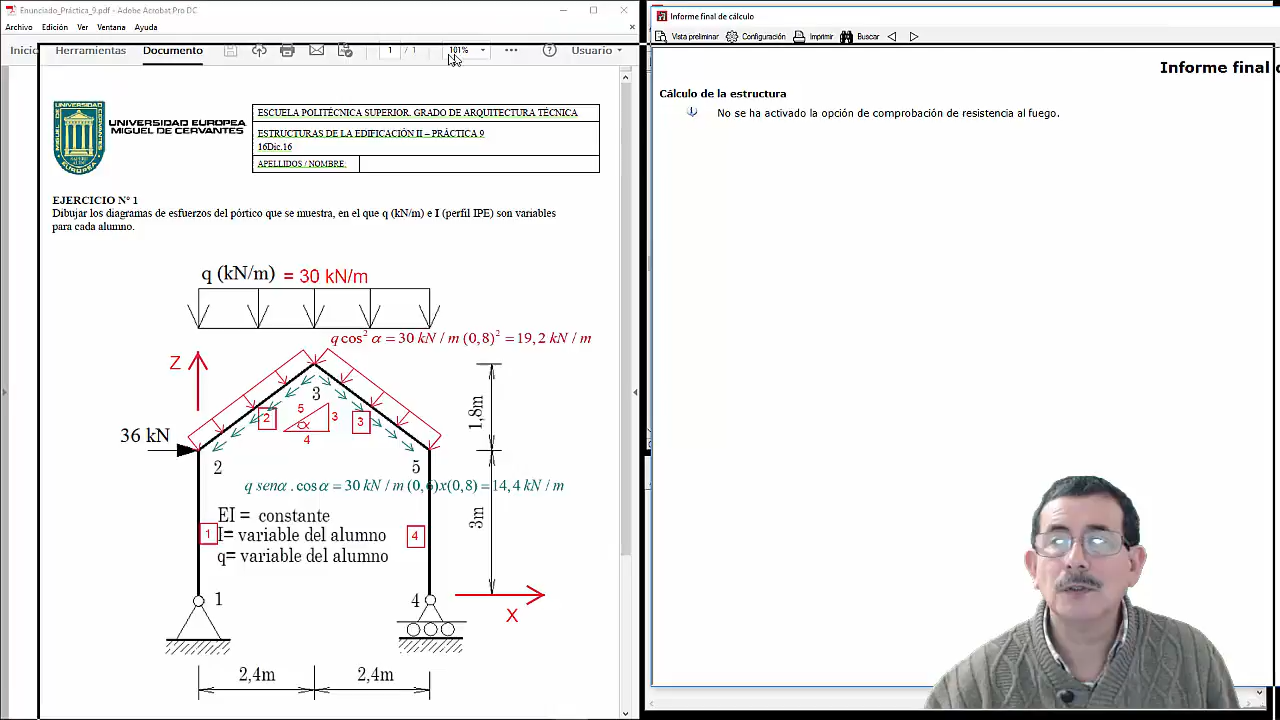 Enunciado_Práctica_9.pdf - Adobe Acrobat Pro DC
Archivo Edición Ver Ventana Ayuda
Inicio Herramientas Documento 1 / 1 101% Usuario
UNIVERSIDAD EUROPEA
MIGUEL DE CERVANTES
ESCUELA POLITÉCNICA SUPERIOR. GRADO DE ARQUITECTURA TÉCNICA
ESTRUCTURAS DE LA EDIFICACIÓN II – PRÁCTICA 9
16Dic.16
APELLIDOS / NOMBRE
EJERCICIO Nº 1
Dibujar los diagramas de esfuerzos del pórtico que se muestra, en el que q (kN/m) e I (perfil IPE) son variables
para cada alumno.
q (kN/m) = 30 kN/m
q cos² α = 30 kN / m (0,8)² = 19,2 kN / m
Z
3
5
3
4
α
2
3
1,8m
36 kN
2
5
q senα . cosα = 30 kN / m (0,6)x(0,8) = 14,4 kN / m
EI = constante
1
I= variable del alumno
4
q= variable del alumno
3m
1
4
X
2,4m
2,4m
Informe final de cálculo
Vista preliminar Configuración Imprimir Buscar
Informe final
Cálculo de la estructura
No se ha activado la opción de comprobación de resistencia al fuego.